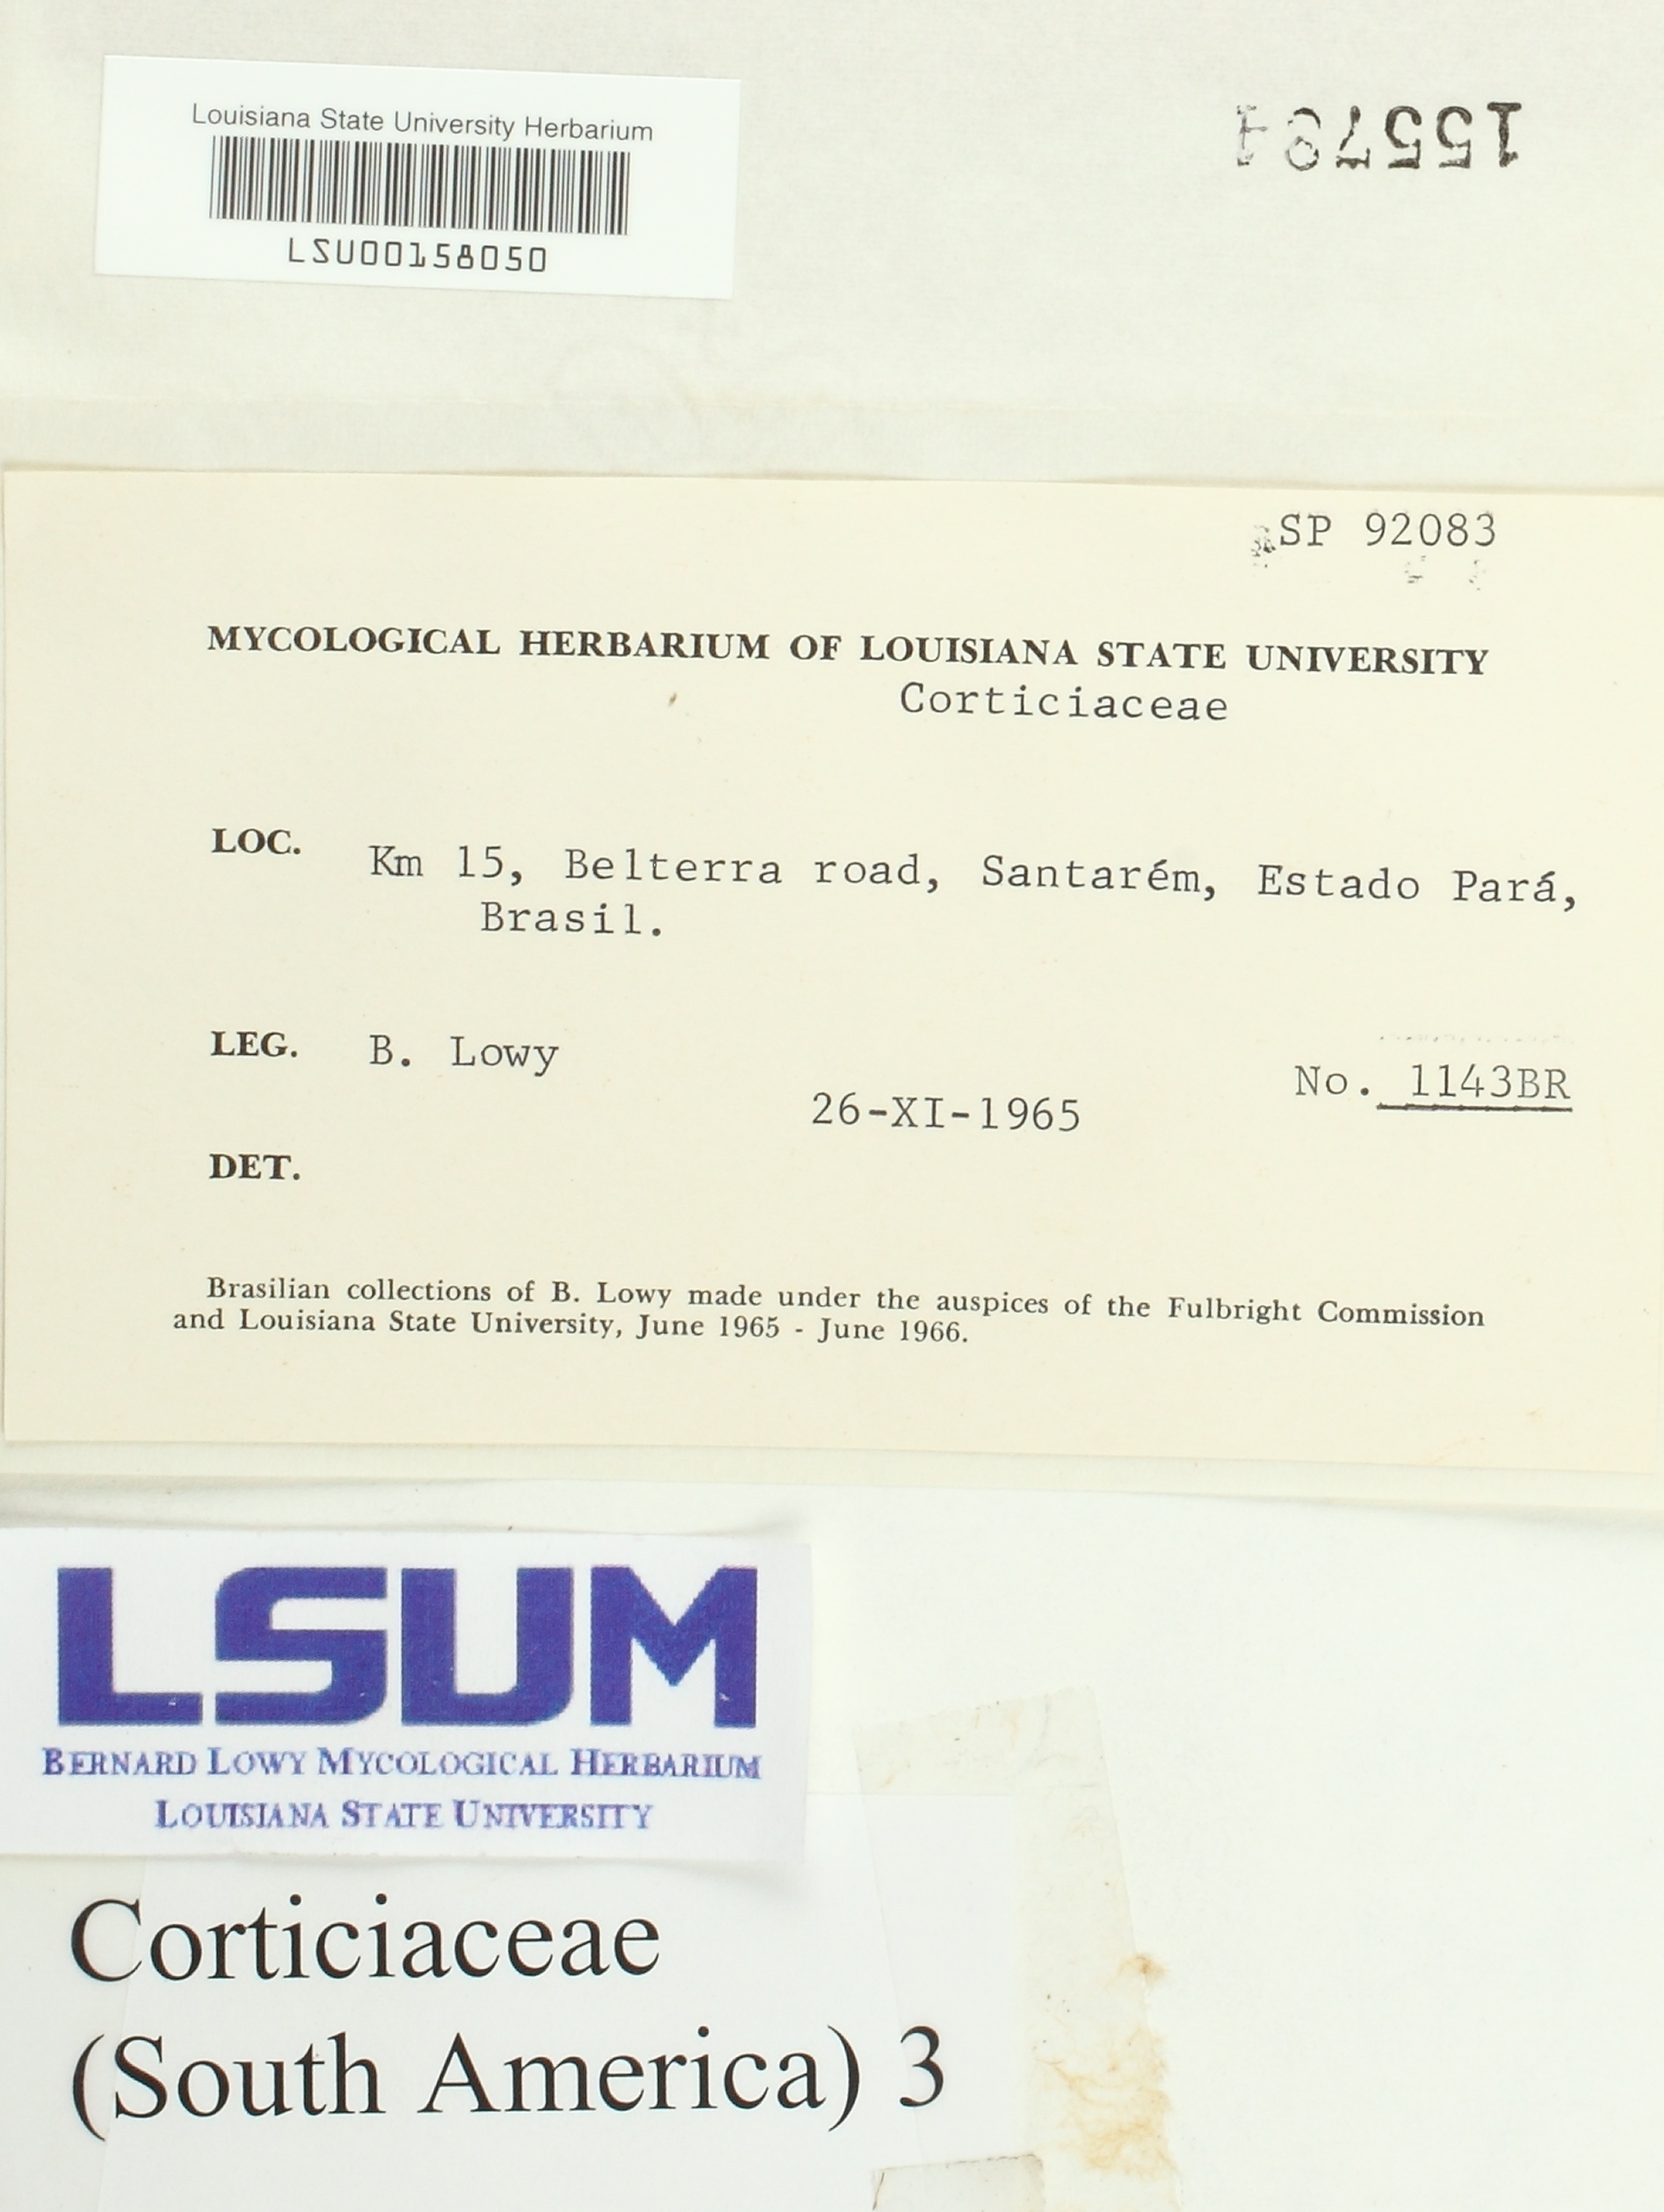 Louisiana State University Herbarium
LSU00158050
SP 92083
MYCOLOGICAL HERBARIUM OF LOUISIANA STATE UNIVERSITY
Corticiaceae
LOC. Km 15, Belterra road, Santarém, Estado Pará,
Brasil.
LEG. B. Lowy
No. 1143BR
26-XI-1965
DET.
Brasilian collections of B. Lowy made under the auspices of the Fulbright Commission
and Louisiana State University, June 1965 - June 1966.
LSUM
BERNARD LOWY MYCOLOGICAL HERBARIUM
LOUISIANA STATE UNIVERSITY
Corticiaceae
(South America) 3